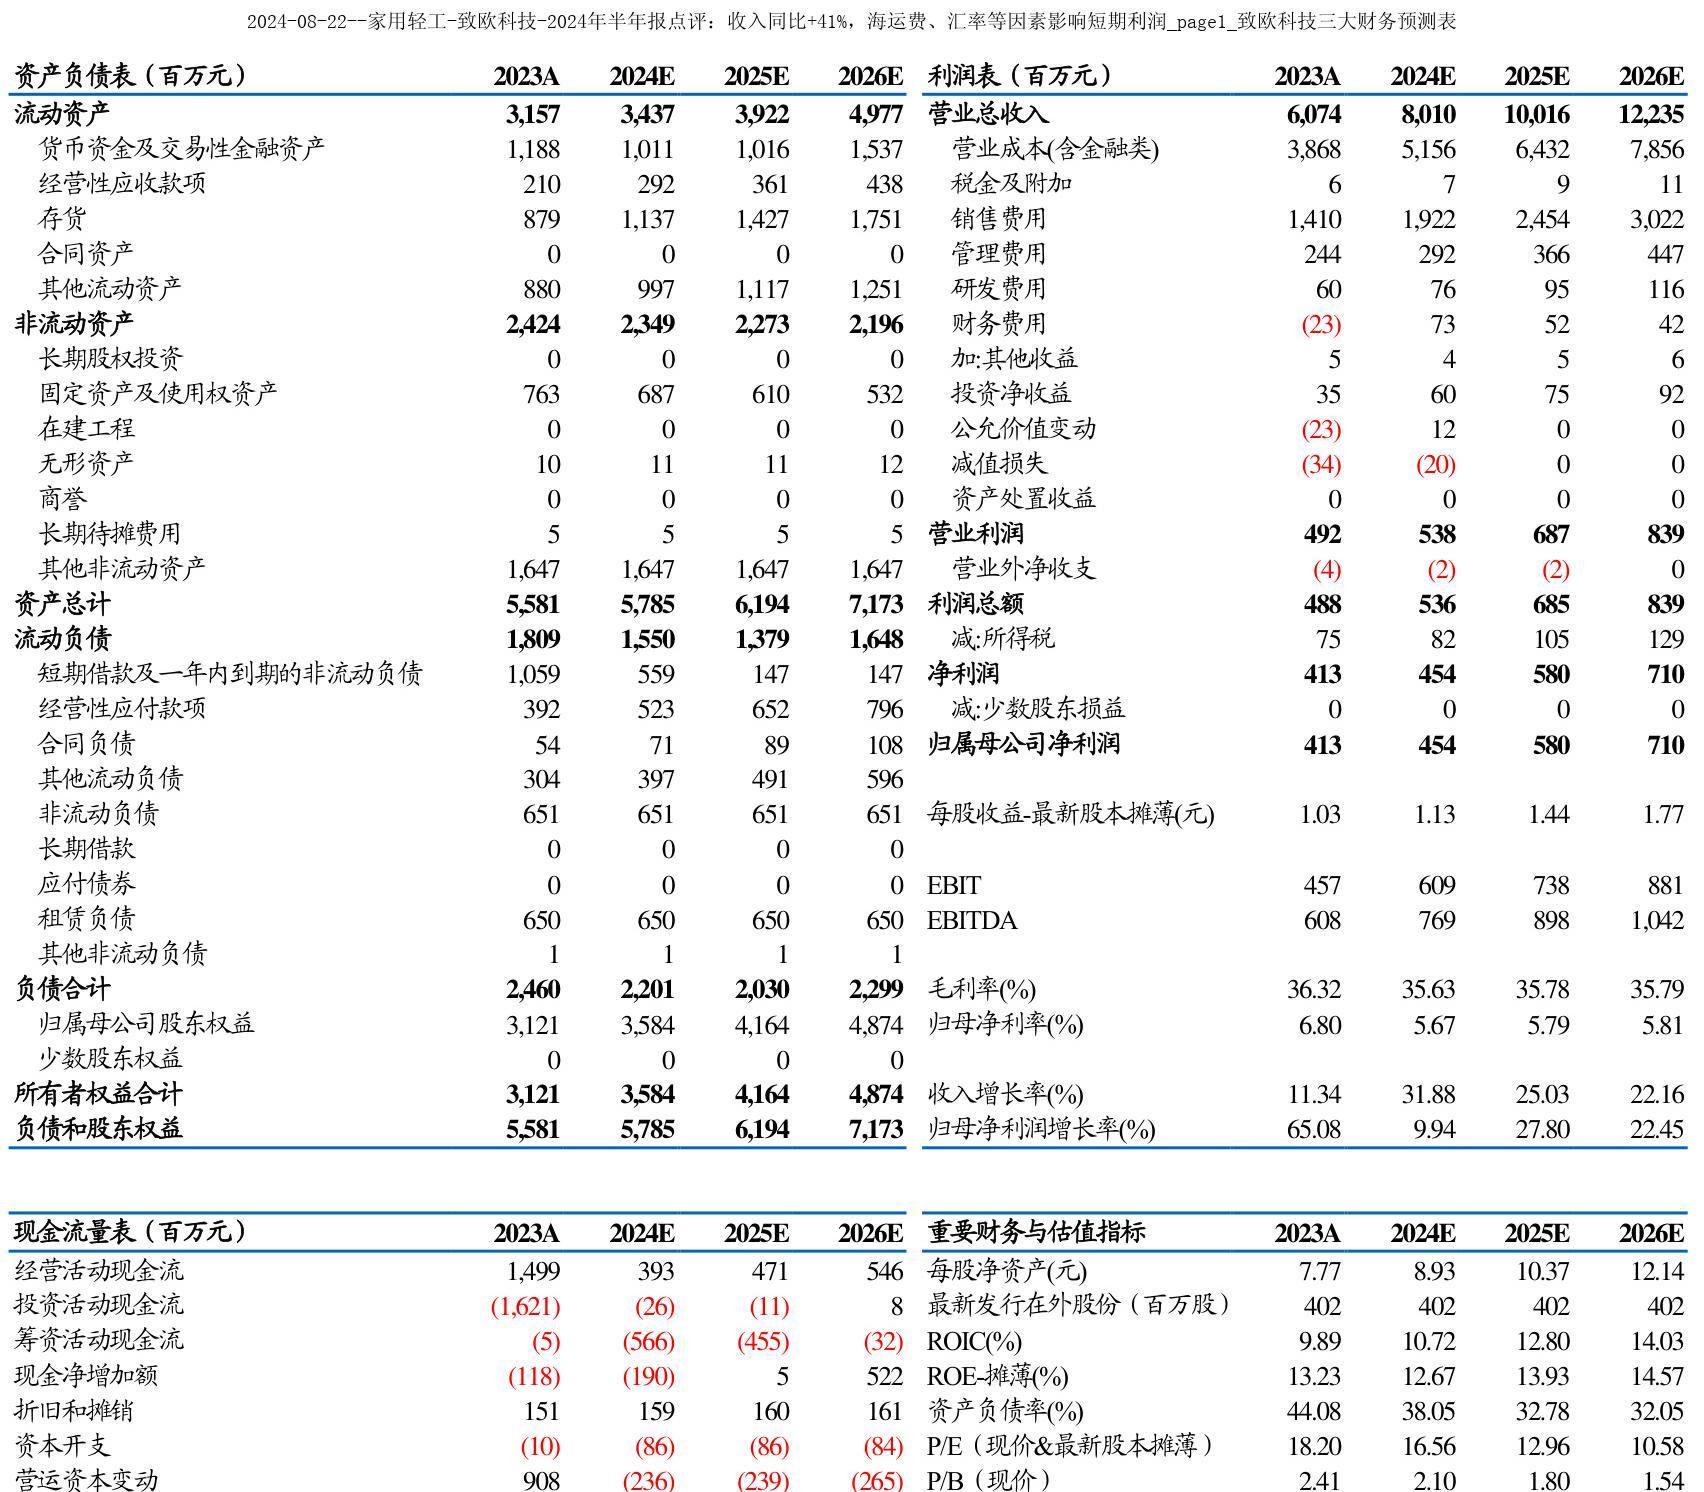 2024-08-22--家用轻工-致欧科技-2024年半年报点评：收入同比+41%，海运费、汇率等因素影响短期利润_page1_致欧科技三大财务预测表
资产负债表（百万元） 2023A 2024E 2025E 2026E 利润表（百万元） 2023A 2024E 2025E 2026E
流动资产 3,157 3,437 3,922 4,977 营业总收入 6,074 8,010 10,016 12,235
货币资金及交易性金融资产 1,188 1,011 1,016 1,537 营业成本(含金融类) 3,868 5,156 6,432 7,856
经营性应收款项 210 292 361 438 税金及附加 6 7 9 11
存货 879 1,137 1,427 1,751 销售费用 1,410 1,922 2,454 3,022
合同资产 0 0 0 0 管理费用 244 292 366 447
其他流动资产 880 997 1,117 1,251 研发费用 60 76 95 116
非流动资产 2,424 2,349 2,273 2,196 财务费用 (23) 73 52 42
长期股权投资 0 0 0 0 加:其他收益 5 4 5 6
固定资产及使用权资产 763 687 610 532 投资净收益 35 60 75 92
在建工程 0 0 0 0 公允价值变动 (23) 12 0 0
无形资产 10 11 11 12 减值损失 (34) (20) 0 0
商誉 0 0 0 0 资产处置收益 0 0 0 0
长期待摊费用 5 5 5 5 营业利润 492 538 687 839
其他非流动资产 1,647 1,647 1,647 1,647 营业外净收支 (4) (2) (2) 0
资产总计 5,581 5,785 6,194 7,173 利润总额 488 536 685 839
流动负债 1,809 1,550 1,379 1,648 减:所得税 75 82 105 129
短期借款及一年内到期的非流动负债 1,059 559 147 147 净利润 413 454 580 710
经营性应付款项 392 523 652 796 减:少数股东损益 0 0 0 0
合同负债 54 71 89 108 归属母公司净利润 413 454 580 710
其他流动负债 304 397 491 596
非流动负债 651 651 651 651 每股收益-最新股本摊薄(元) 1.03 1.13 1.44 1.77
长期借款 0 0 0 0
应付债券 0 0 0 0 EBIT 457 609 738 881
租赁负债 650 650 650 650 EBITDA 608 769 898 1,042
其他非流动负债 1 1 1 1
负债合计 2,460 2,201 2,030 2,299 毛利率(%) 36.32 35.63 35.78 35.79
归属母公司股东权益 3,121 3,584 4,164 4,874 归母净利率(%) 6.80 5.67 5.79 5.81
少数股东权益 0 0 0 0
所有者权益合计 3,121 3,584 4,164 4,874 收入增长率(%) 11.34 31.88 25.03 22.16
负债和股东权益 5,581 5,785 6,194 7,173 归母净利润增长率(%) 65.08 9.94 27.80 22.45
现金流量表（百万元） 2023A 2024E 2025E 2026E 重要财务与估值指标 2023A 2024E 2025E 2026E
经营活动现金流 1,499 393 471 546 每股净资产(元) 7.77 8.93 10.37 12.14
投资活动现金流 (1,621) (26) (11) 8 最新发行在外股份（百万股） 402 402 402 402
筹资活动现金流 (5) (566) (455) (32) ROIC(%) 9.89 10.72 12.80 14.03
现金净增加额 (118) (190) 5 522 ROE-摊薄(%) 13.23 12.67 13.93 14.57
折旧和摊销 151 159 160 161 资产负债率(%) 44.08 38.05 32.78 32.05
资本开支 (10) (86) (86) (84) P/E（现价&最新股本摊薄） 18.20 16.56 12.96 10.58
营运资本变动 908 (236) (239) (265) P/B（现价） 2.41 2.10 1.80 1.54